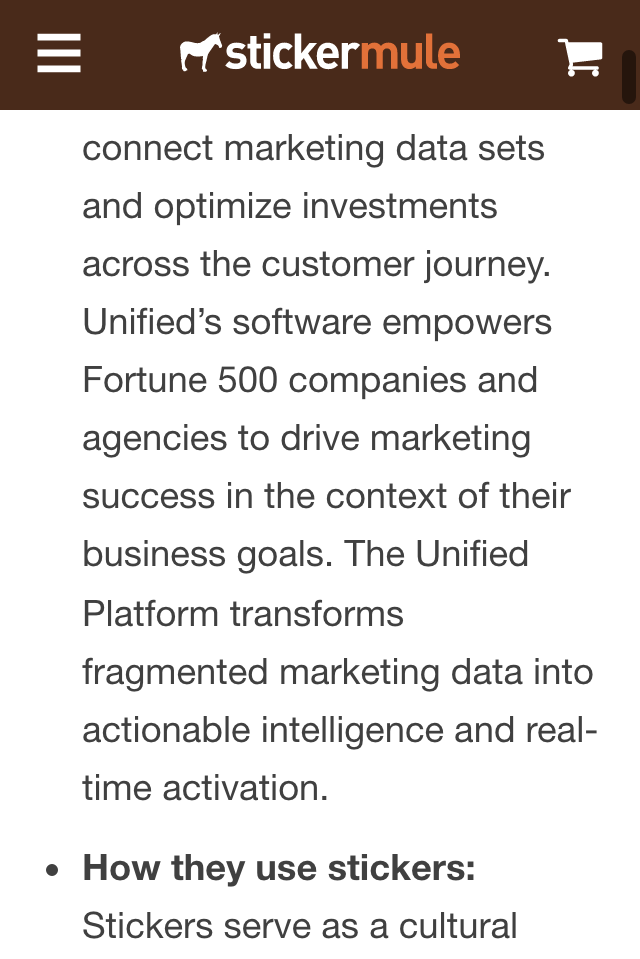 stickermule
connect marketing data sets
and optimize investments
across the customer journey.
Unified’s software empowers
Fortune 500 companies and
agencies to drive marketing
success in the context of their
business goals. The Unified
Platform transforms
fragmented marketing data into
actionable intelligence and real-
time activation.
• How they use stickers:
Stickers serve as a cultural